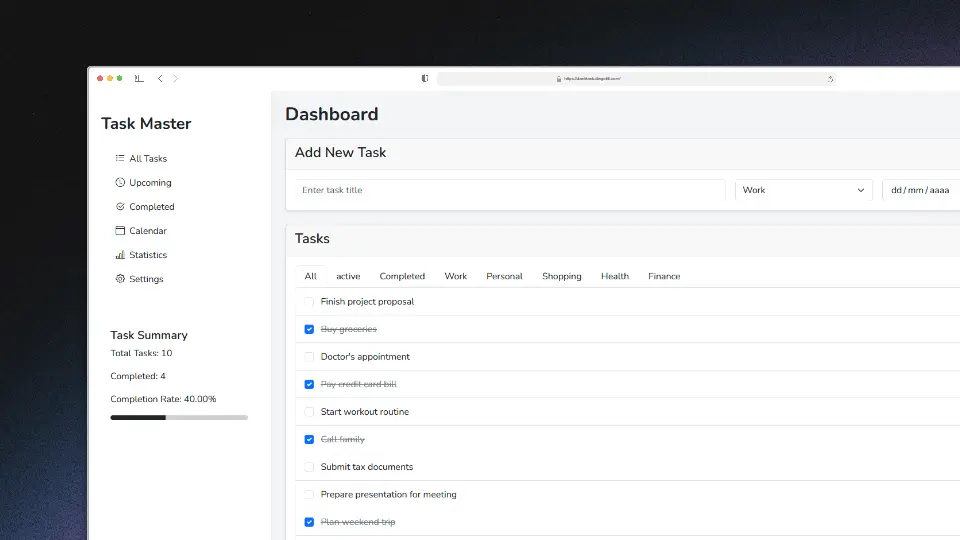 Task Master
All Tasks
Upcoming
Completed
Calendar
Statistics
Settings
Task Summary
Total Tasks: 10
Completed: 4
Completion Rate: 40.00%
Dashboard
Add New Task
Enter task title
Work
dd/mm/aaaa
Tasks
All active Completed Work Personal Shopping Health Finance
Finish project proposal
Buy groceries
Doctor's appointment
Pay credit card bill
Start workout routine
Call family
Submit tax documents
Prepare presentation for meeting
Plan weekend trip